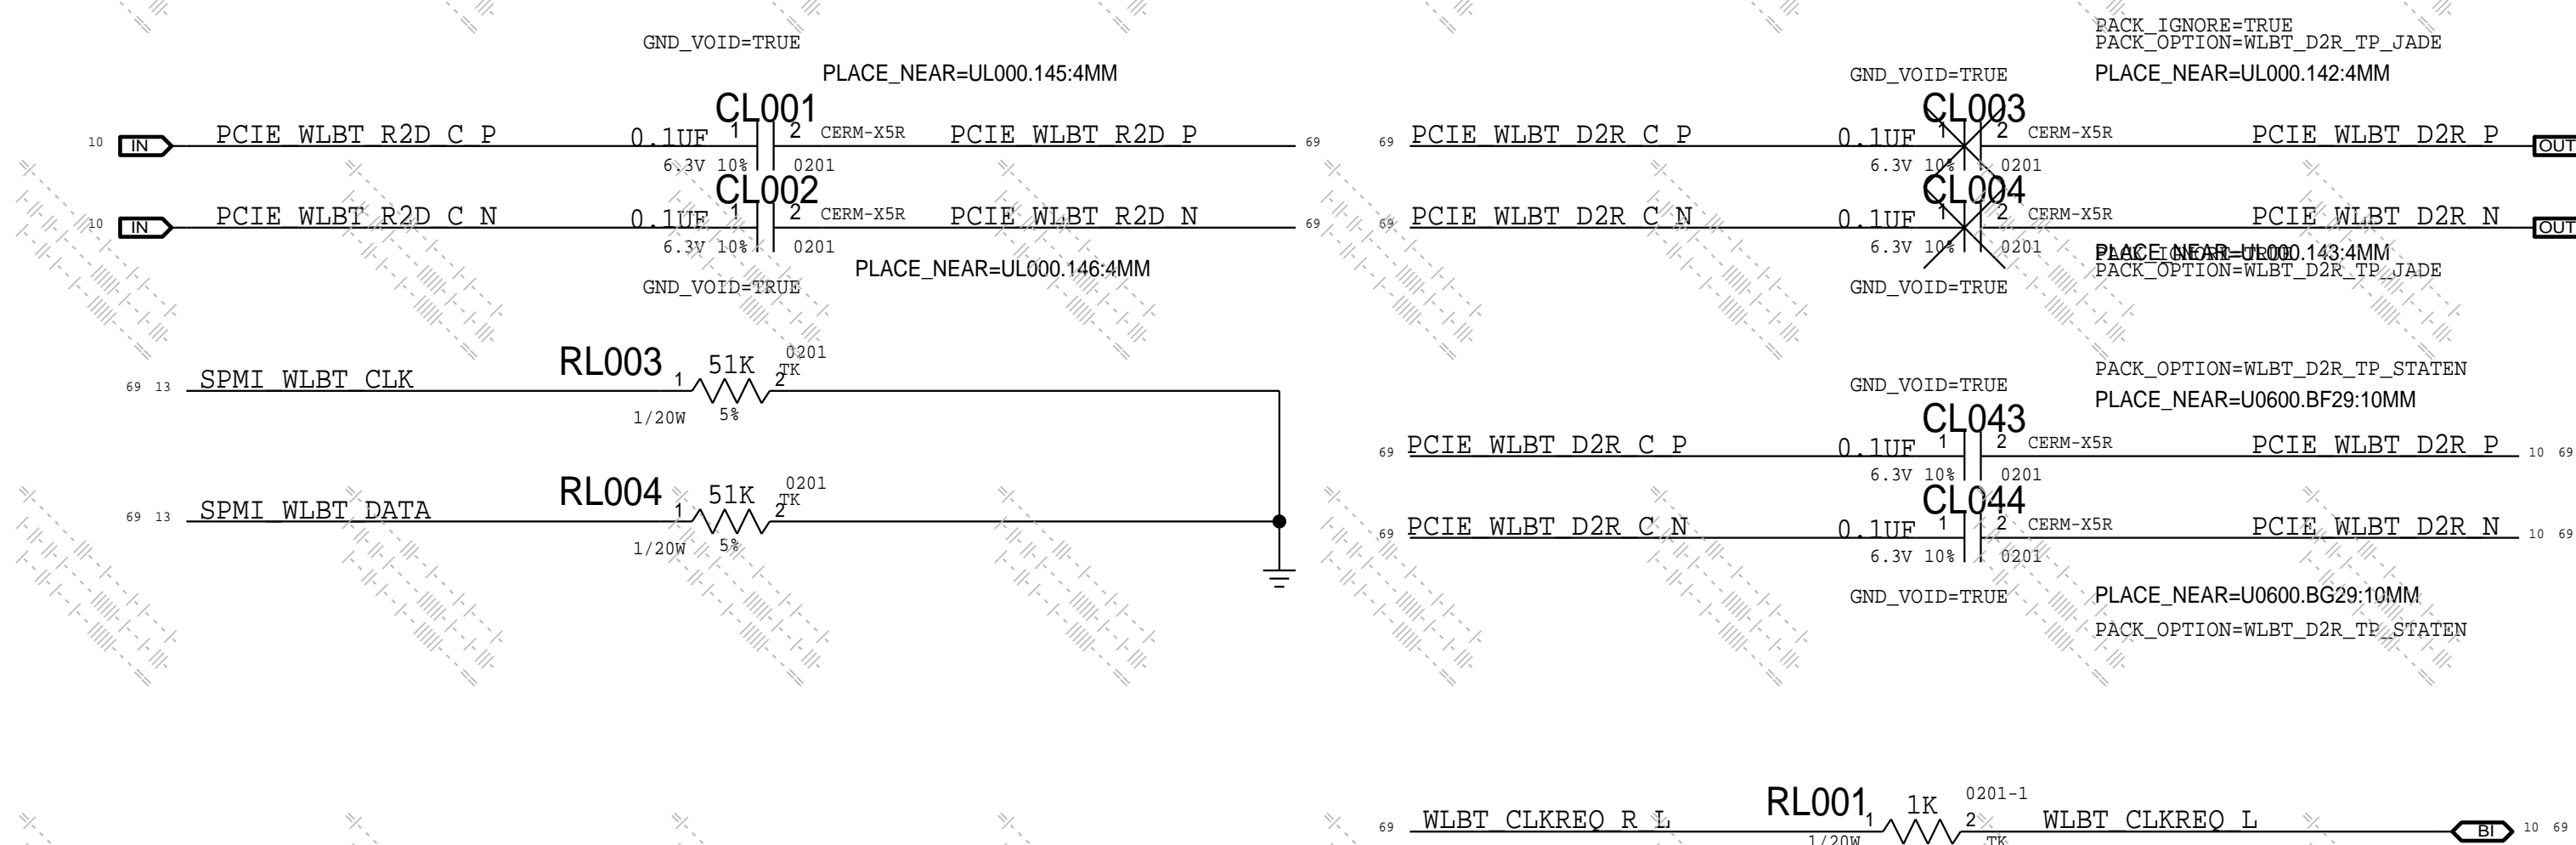 GND_VOID=TRUE
PLACE_NEAR=UL000.145:4MM
CL001
10 IN PCIE_WLBT_R2D_C_P 0.1UF 1 2 CERM-X5R PCIE_WLBT_R2D_P 69
6.3V 10% 0201
CL002
10 IN PCIE_WLBT_R2D_C_N 0.1UF 1 2 CERM-X5R PCIE_WLBT_R2D_N 69
6.3V 10% 0201
PLACE_NEAR=UL000.146:4MM
GND_VOID=TRUE
PACK_IGNORE=TRUE
PACK_OPTION=WLBT_D2R_TP_JADE
GND_VOID=TRUE PLACE_NEAR=UL000.142:4MM
CL003
69 PCIE_WLBT_D2R_C_P 0.1UF 1 2 CERM-X5R PCIE_WLBT_D2R_P OUT
6.3V 10% 0201
CL004
69 PCIE_WLBT_D2R_C_N 0.1UF 1 2 CERM-X5R PCIE_WLBT_D2R_N OUT
6.3V 10% 0201
PLACE_NEAR=UL000.143:4MM
PACK_IGNORE=TRUE
PACK_OPTION=WLBT_D2R_TP_JADE
GND_VOID=TRUE
RL003 51K 0201
69 13 SPMI_WLBT_CLK 1 2 TK
1/20W 5%
RL004 51K 0201
69 13 SPMI_WLBT_DATA 1 2 TK
1/20W 5%
PACK_OPTION=WLBT_D2R_TP_STATEN
GND_VOID=TRUE PLACE_NEAR=U0600.BF29:10MM
CL043
69 PCIE_WLBT_D2R_C_P 0.1UF 1 2 CERM-X5R PCIE_WLBT_D2R_P 10 69
6.3V 10% 0201
CL044
69 PCIE_WLBT_D2R_C_N 0.1UF 1 2 CERM-X5R PCIE_WLBT_D2R_N 10 69
6.3V 10% 0201
GND_VOID=TRUE PLACE_NEAR=U0600.BG29:10MM
PACK_OPTION=WLBT_D2R_TP_STATEN
RL001 1K 0201-1
69 WLBT_CLKREQ_R_L 1 2 WLBT_CLKREQ_L BI 10 69
1/20W TK